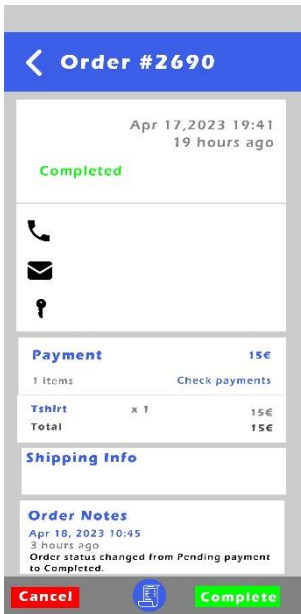 Order #2690
Apr 17,2023 19:41
19 hours ago
Completed
Payment 15€
1 items Check payments
Tshirt x 1 15€
Total 15€
Shipping Info
Order Notes
Apr 18, 2023 10:45
3 hours ago
Order status changed from Pending payment
to Completed.
Cancel Complete